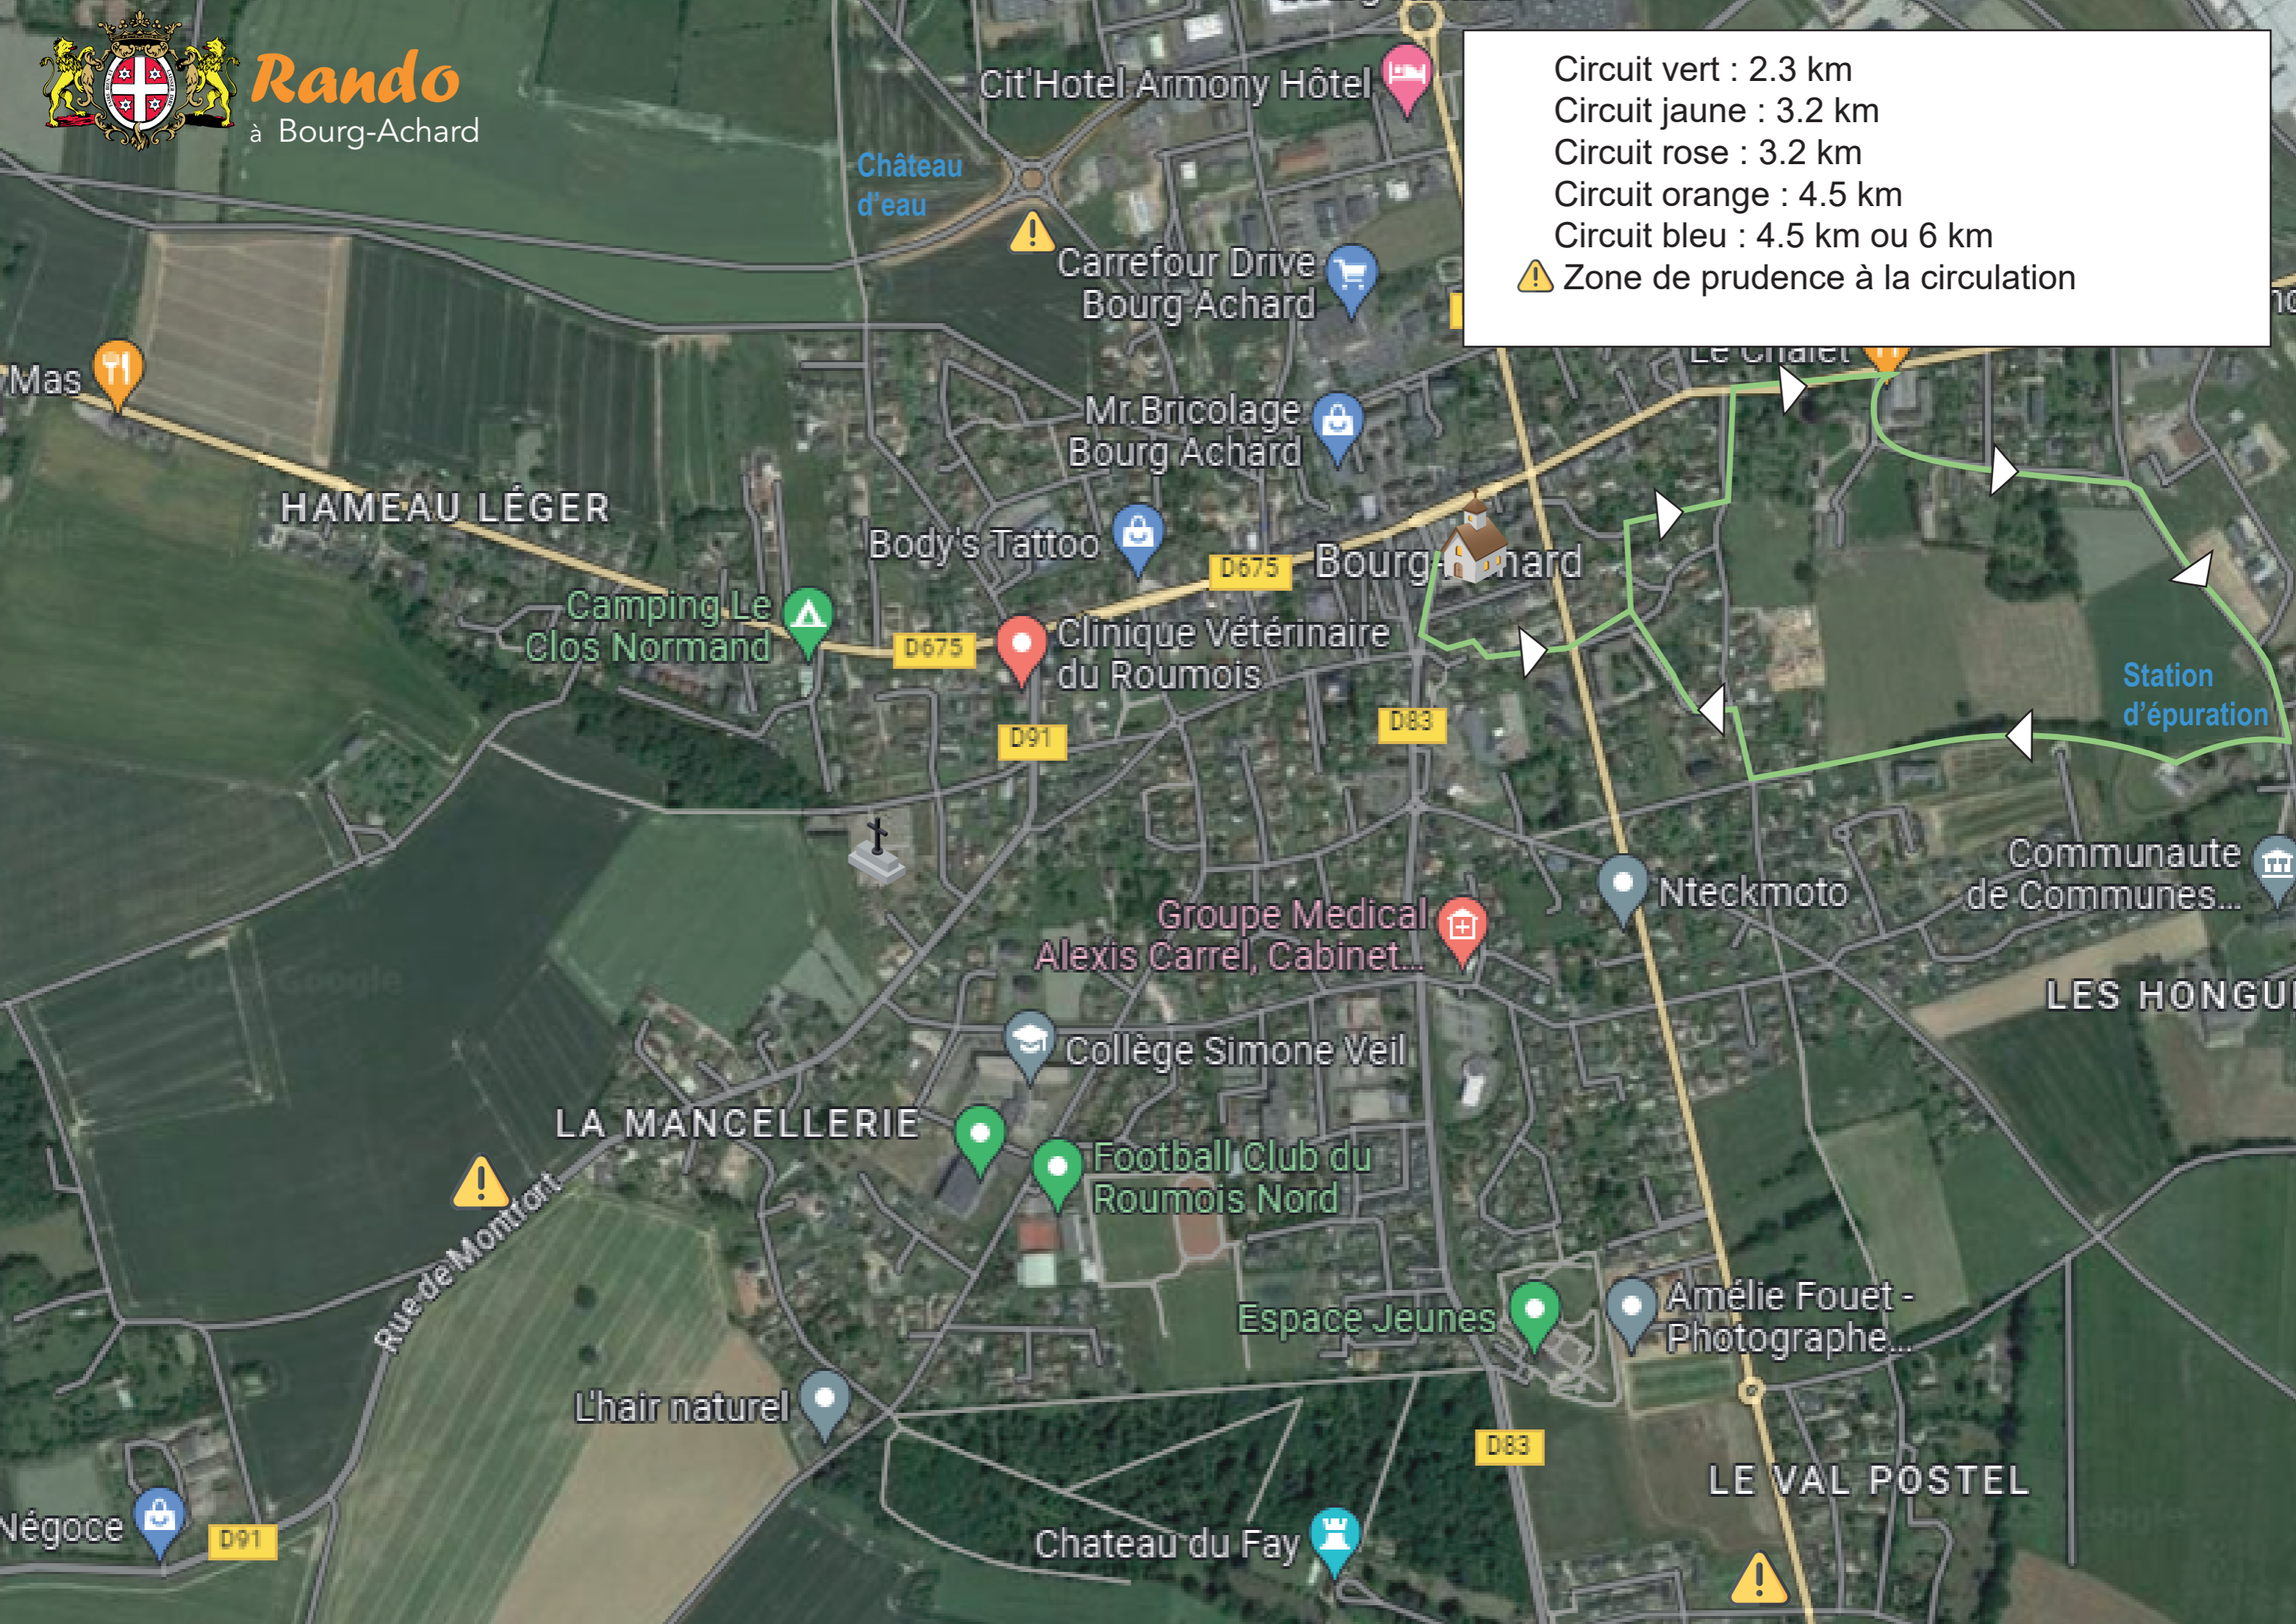 Rando
à Bourg-Achard
Circuit vert : 2.3 km
Circuit jaune : 3.2 km
Circuit rose : 3.2 km
Circuit orange : 4.5 km
Circuit bleu : 4.5 km ou 6 km
Zone de prudence à la circulation
Cit'Hotel Armony Hôtel
Château
d'eau
Carrefour Drive
Bourg Achard
Le Chalet
Mas
Mr.Bricolage
Bourg Achard
HAMEAU LÉGER
Body's Tattoo
D675
Bourg-
hard
Camping Le
Clos Normand
D675
Clinique Vétérinaire
du Roumois
Station
d'épuration
D91
D83
Communaute
de Communes...
Nteckmoto
Groupe Medical
Alexis Carrel, Cabinet...
Google
LES HONGU
Collège Simone Veil
LA MANCELLERIE
Football Club du
Roumois Nord
Rue de Montfort
Espace Jeunes
Amélie Fouet -
Photographe...
L'hair naturel
D83
LE VAL POSTEL
Négoce
D91
Chateau du Fay